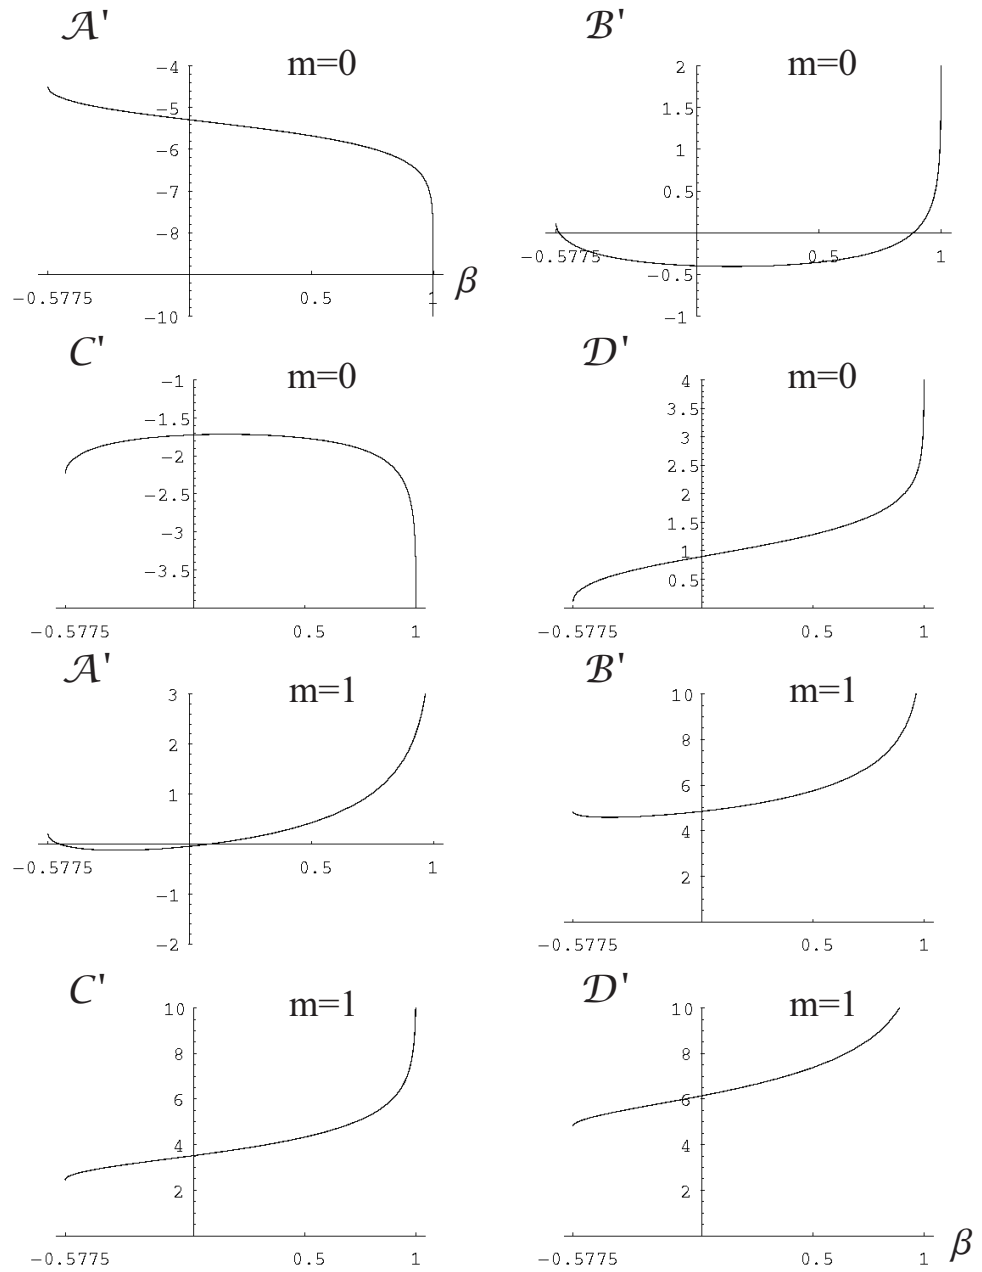 A' B'
m=0 m=0
−4 2
−5 1.5
−6 1
−7 0.5
−8 −0.5775 0.5 1
−0.5775 0.5 1 β −0.5
−10 −1
C' D'
m=0 m=0
−1 4
−1.5 3.5
−2 3
−2.5 2.5
−3 2
−3.5 1.5
1
0.5
−0.5775 0.5 1 −0.5775 0.5 1
A' B'
m=1 m=1
3 10
2 8
1 6
−0.5775 0.5 1 4
−1 2
−2 −0.5775 0.5 1
C' D'
m=1 m=1
10 10
8 8
6 6
4 4
2 2
−0.5775 0.5 1 −0.5775 0.5 1 β